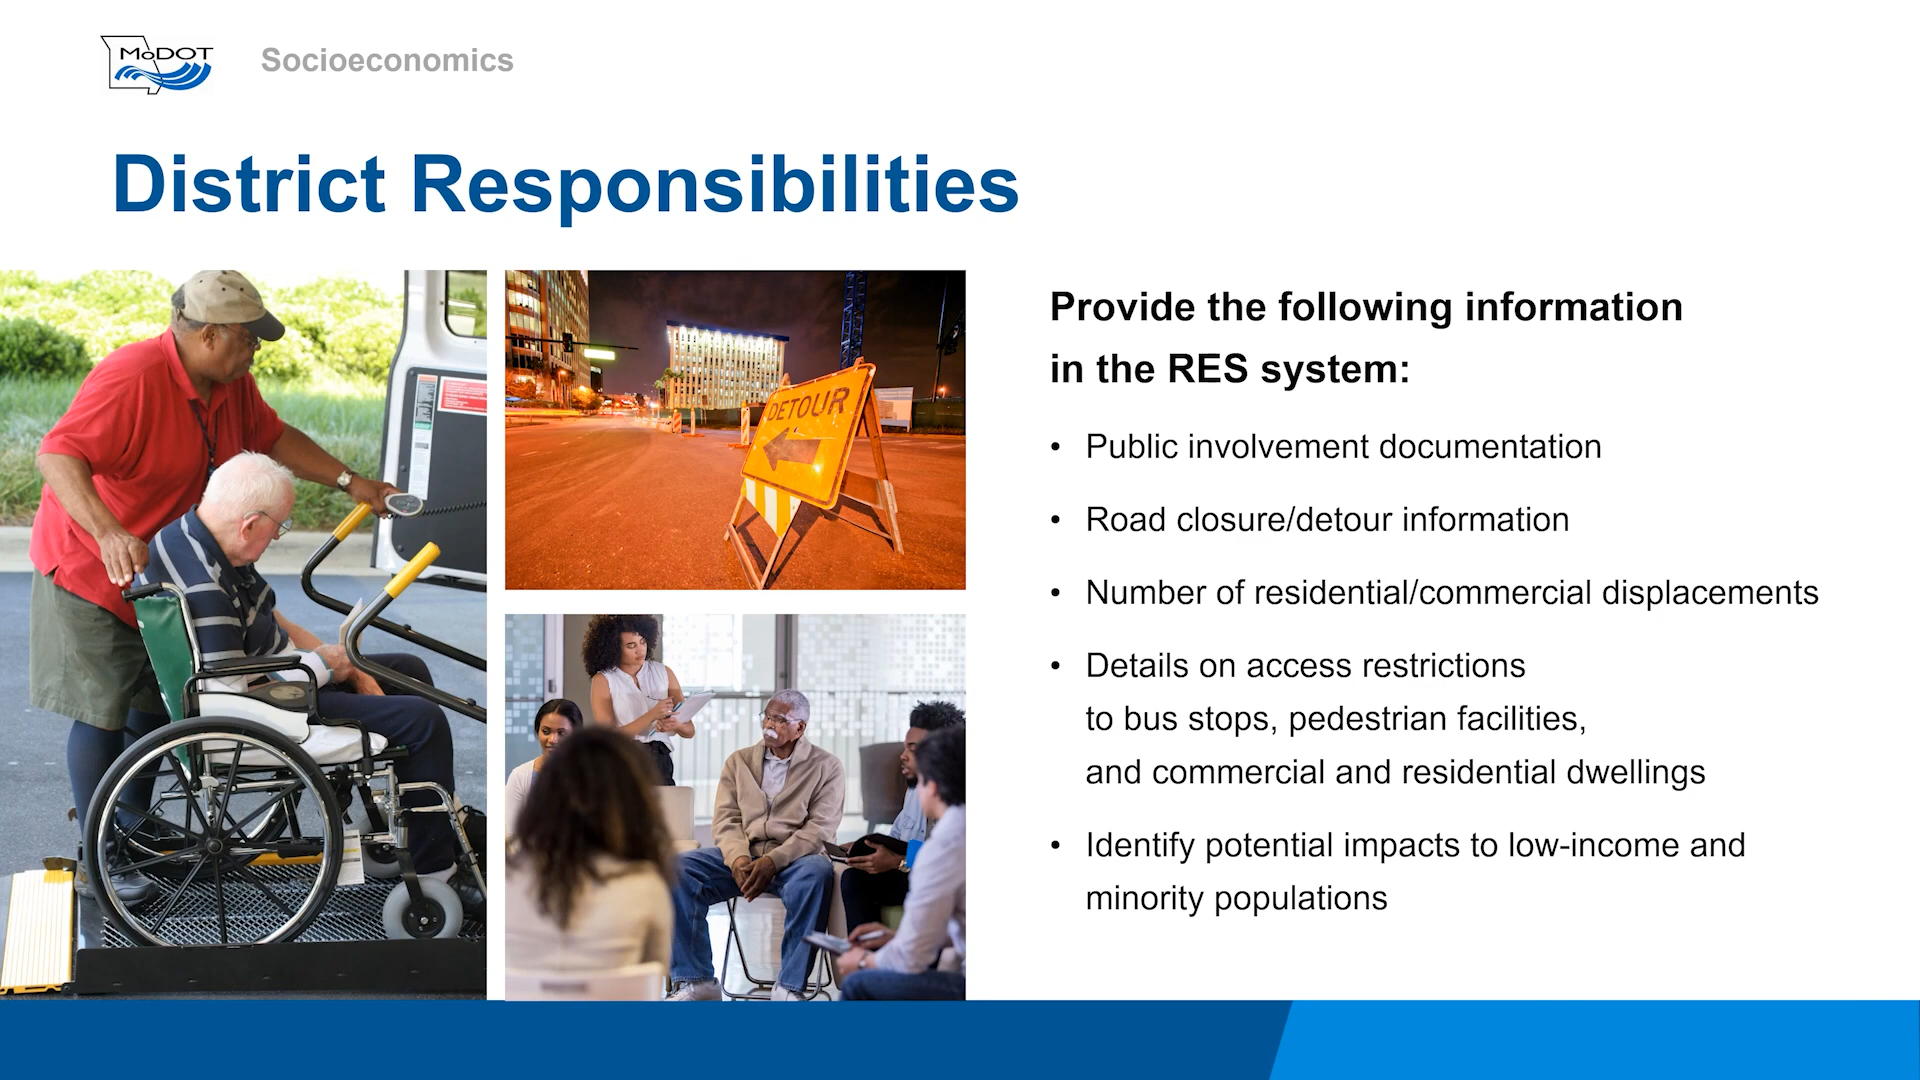 MoDOT
Socioeconomics
District Responsibilities
DETOUR
Provide the following information
in the RES system:
• Public involvement documentation
• Road closure/detour information
• Number of residential/commercial displacements
• Details on access restrictions
to bus stops, pedestrian facilities,
and commercial and residential dwellings
• Identify potential impacts to low-income and
minority populations